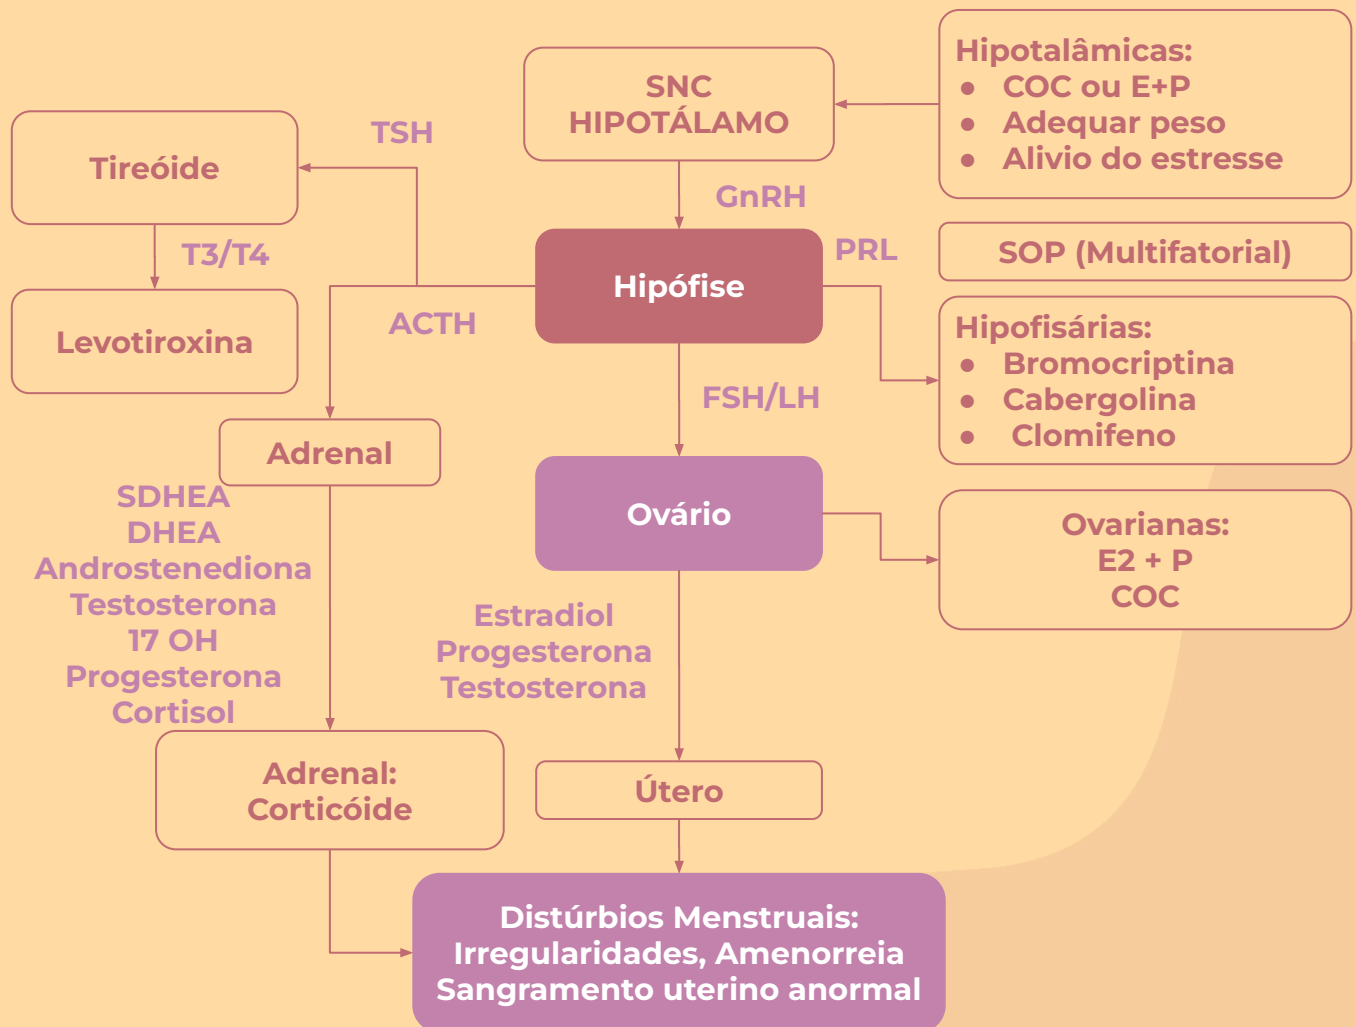 SNC
HIPOTÁLAMO
Hipotalâmicas:
● COC ou E+P
● Adequar peso
● Alivio do estresse
TSH
Tireóide
GnRH
T3/T4
Hipófise
PRL
SOP (Multifatorial)
Levotiroxina
ACTH
Hipofisárias:
● Bromocriptina
● Cabergolina
● Clomifeno
FSH/LH
Adrenal
Ovário
SDHEA
DHEA
Androstenediona
Testosterona
17 OH
Progesterona
Cortisol
Ovarianas:
E2 + P
COC
Estradiol
Progesterona
Testosterona
Adrenal:
Corticóide
Útero
Distúrbios Menstruais:
Irregularidades, Amenorreia
Sangramento uterino anormal